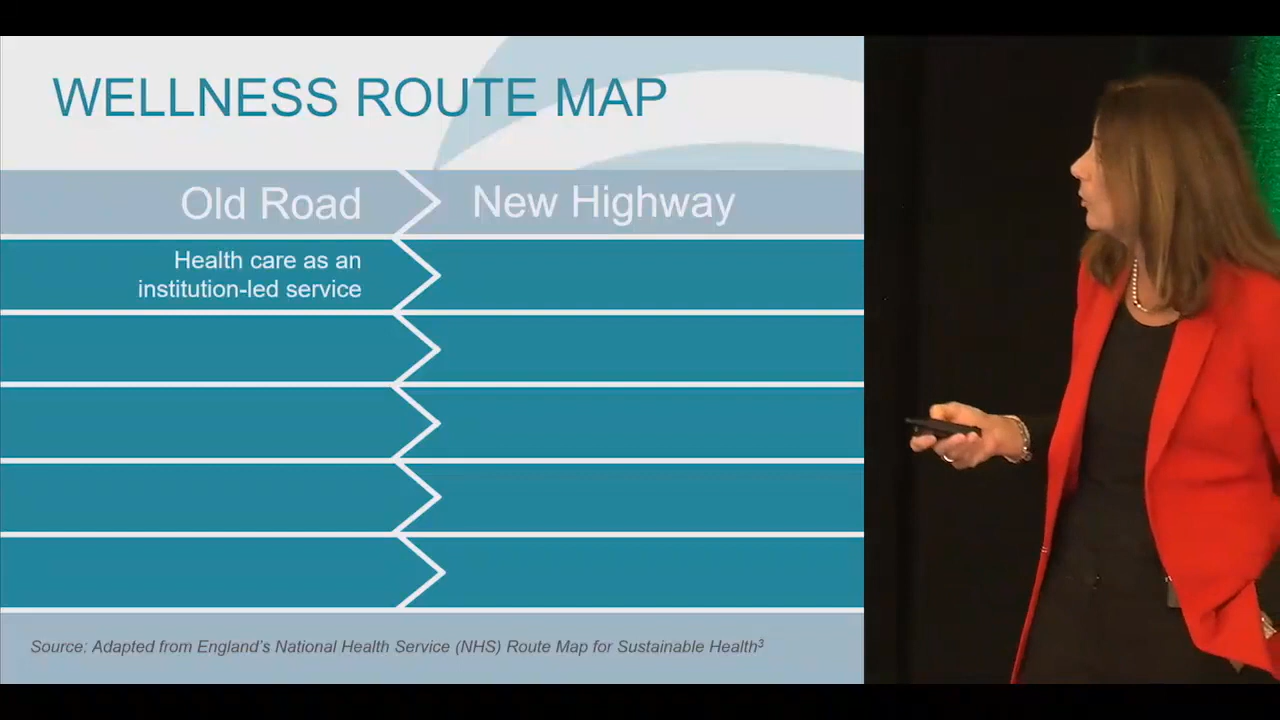 WELLNESS ROUTE MAP
Old Road
New Highway
Health care as an
institution-led service
Source: Adapted from England's National Health Service (NHS) Route Map for Sustainable Health³